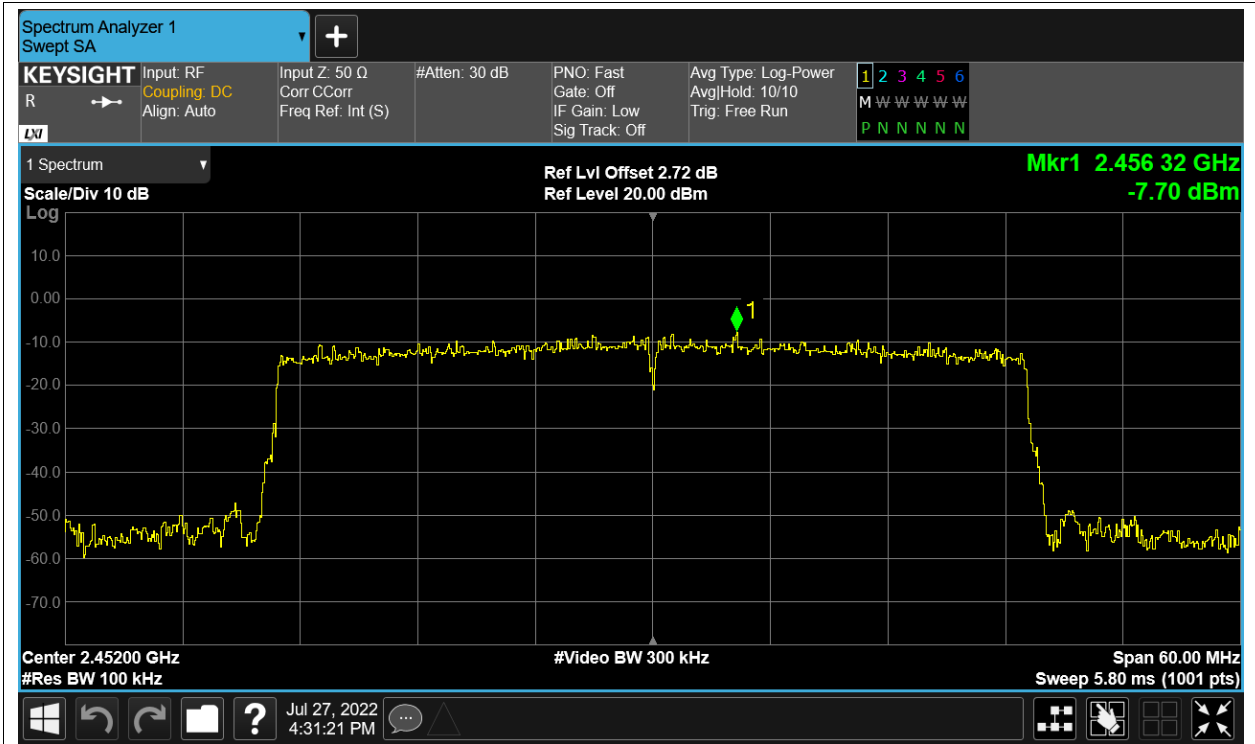 Spectrum Analyzer 1
Swept SA
+
KEYSIGHT
R
LXI
Input: RF
Coupling: DC
Align: Auto
Input Z: 50 Ω
Corr CCorr
Freq Ref: Int (S)
#Atten: 30 dB
PNO: Fast
Gate: Off
IF Gain: Low
Sig Track: Off
Avg Type: Log-Power
Avg|Hold: 10/10
Trig: Free Run
1 2 3 4 5 6
M W W W W W
P N N N N N
1 Spectrum
Scale/Div 10 dB
Log
Ref Lvl Offset 2.72 dB
Ref Level 20.00 dBm
Mkr1 2.456 32 GHz
-7.70 dBm
10.0
0.00
-10.0
-20.0
-30.0
-40.0
-50.0
-60.0
-70.0
1
Center 2.45200 GHz
#Res BW 100 kHz
#Video BW 300 kHz
Span 60.00 MHz
Sweep 5.80 ms (1001 pts)
?
Jul 27, 2022
4:31:21 PM